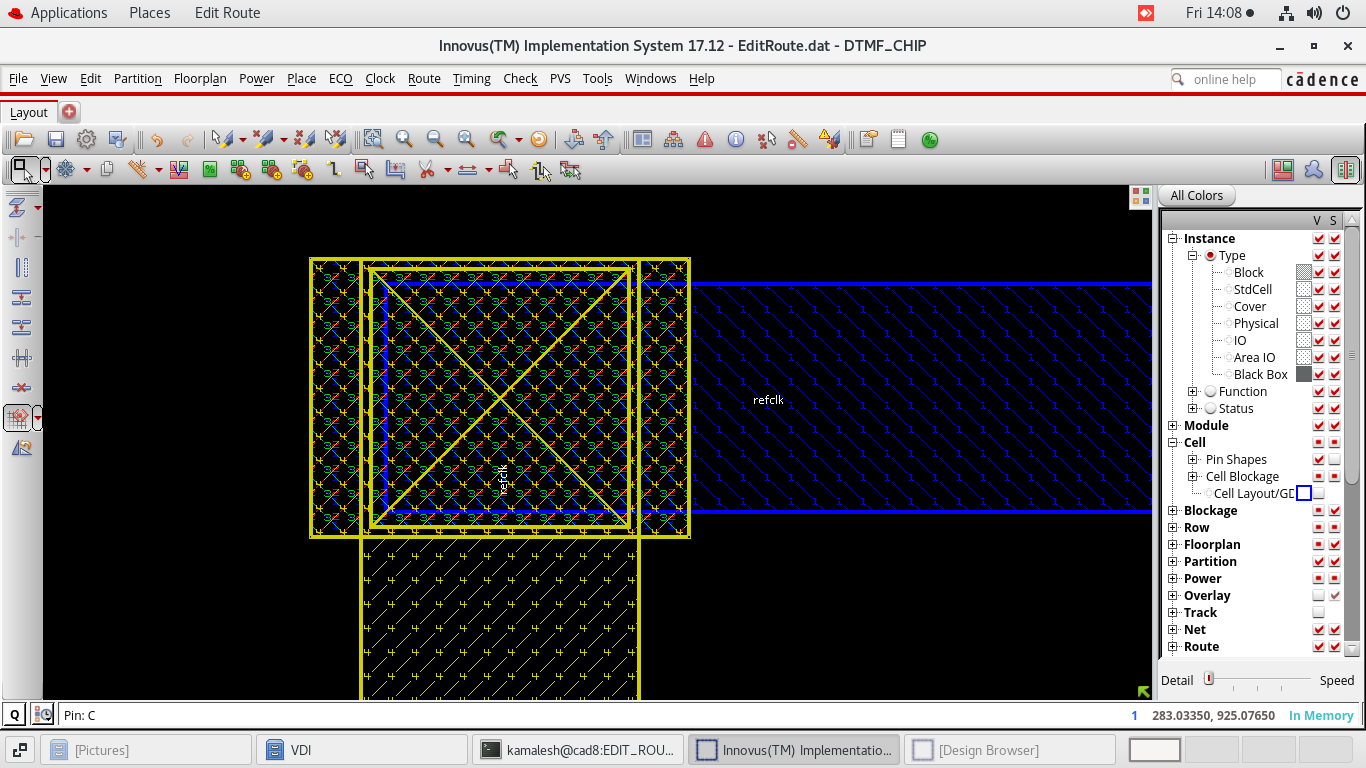 Applications Places Edit Route Fri 14:08
Innovus(TM) Implementation System 17.12 - EditRoute.dat - DTMF_CHIP
File View Edit Partition Floorplan Power Place ECO Clock Route Timing Check PVS Tools Windows Help online help cādence
Layout
All Colors
V S
Instance
Type
Block
StdCell
Cover
Physical
IO
Area IO
Black Box
Function
Status
Module
Cell
Pin Shapes
Cell Blockage
Cell Layout/GD
Blockage
Row
Floorplan
Partition
Power
Overlay
Track
Net
Route
Detail Speed
refclk
refclk
Q Pin: C 1 283.03350, 925.07650 In Memory
[Pictures] VDI kamalesh@cad8:EDIT_ROU... Innovus(TM) Implementatio... [Design Browser]